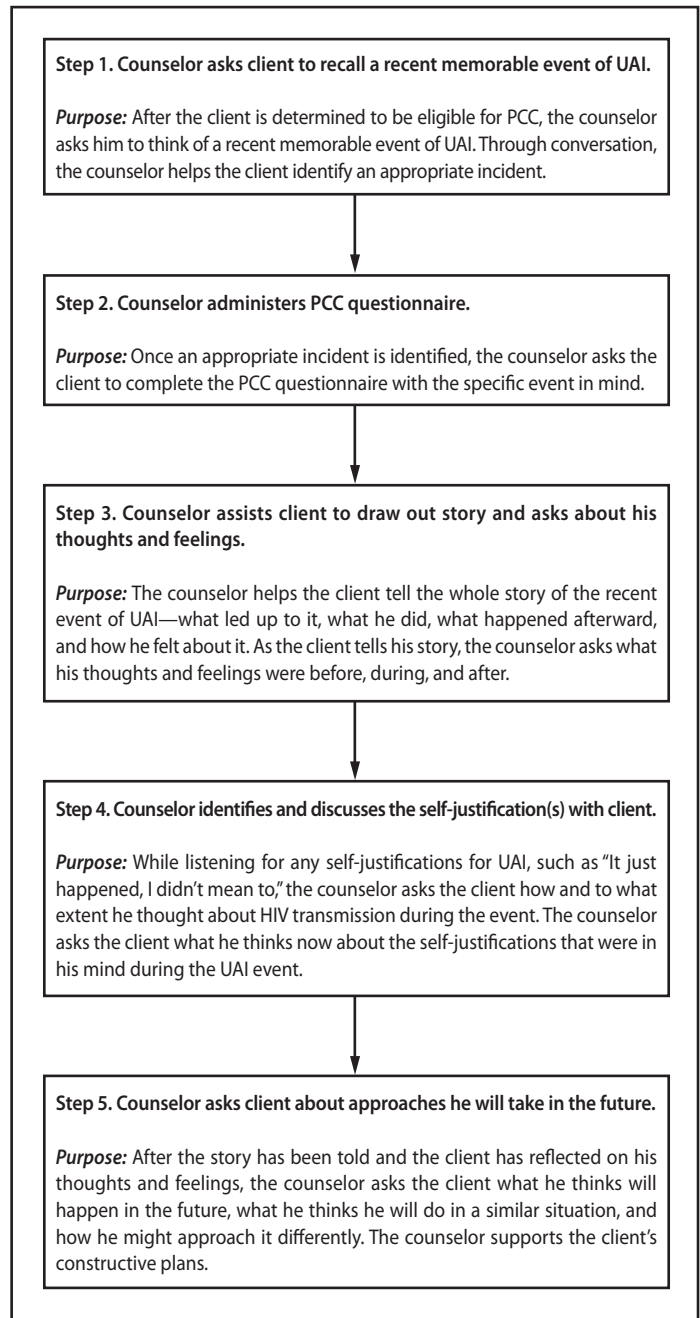 Step 1. Counselor asks client to recall a recent memorable event of UAI.
Purpose: After the client is determined to be eligible for PCC, the counselor
asks him to think of a recent memorable event of UAI. Through conversation,
the counselor helps the client identify an appropriate incident.
Step 2. Counselor administers PCC questionnaire.
Purpose: Once an appropriate incident is identified, the counselor asks the
client to complete the PCC questionnaire with the specific event in mind.
Step 3. Counselor assists client to draw out story and asks about his
thoughts and feelings.
Purpose: The counselor helps the client tell the whole story of the recent
event of UAI—what led up to it, what he did, what happened afterward,
and how he felt about it. As the client tells his story, the counselor asks what
his thoughts and feelings were before, during, and after.
Step 4. Counselor identifies and discusses the self-justification(s) with client.
Purpose: While listening for any self-justifications for UAI, such as “It just
happened, I didn’t mean to,” the counselor asks the client how and to what
extent he thought about HIV transmission during the event. The counselor
asks the client what he thinks now about the self-justifications that were in
his mind during the UAI event.
Step 5. Counselor asks client about approaches he will take in the future.
Purpose: After the story has been told and the client has reflected on his
thoughts and feelings, the counselor asks the client what he thinks will
happen in the future, what he thinks he will do in a similar situation, and
how he might approach it differently. The counselor supports the client’s
constructive plans.